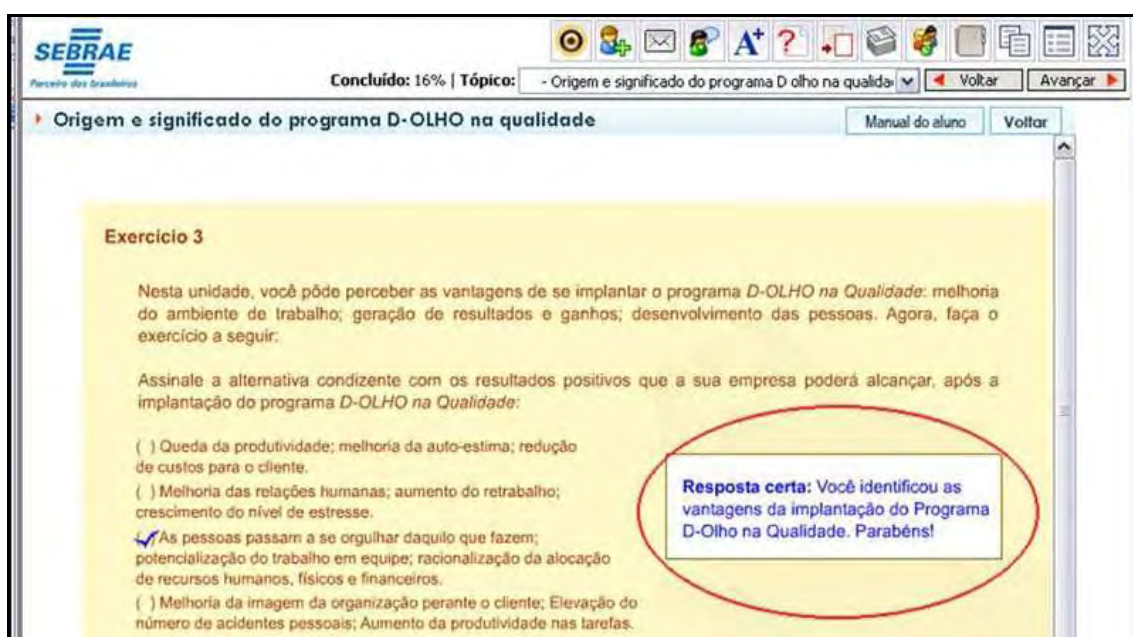 SEBRAE
Parceiro dos brasileiros
Concluído: 16% | Tópico: - Origem e significado do programa D olho na qualida Voltar Avançar
Origem e significado do programa D-OLHO na qualidade Manual do aluno Voltar
Exercício 3
Nesta unidade, você pôde perceber as vantagens de se implantar o programa D-OLHO na Qualidade: melhoria
do ambiente de trabalho; geração de resultados e ganhos; desenvolvimento das pessoas. Agora, faça o
exercício a seguir:
Assinale a alternativa condizente com os resultados positivos que a sua empresa poderá alcançar, após a
implantação do programa D-OLHO na Qualidade:
( ) Queda da produtividade; melhoria da auto-estima; redução
de custos para o cliente.
( ) Melhoria das relações humanas; aumento do retrabalho;
crescimento do nível de estresse.
As pessoas passam a se orgulhar daquilo que fazem;
potencialização do trabalho em equipe; racionalização da alocação
de recursos humanos, físicos e financeiros.
( ) Melhoria da imagem da organização perante o cliente; Elevação do
número de acidentes pessoais; Aumento da produtividade nas tarefas.
Resposta certa: Você identificou as
vantagens da implantação do Programa
D-Olho na Qualidade. Parabéns!